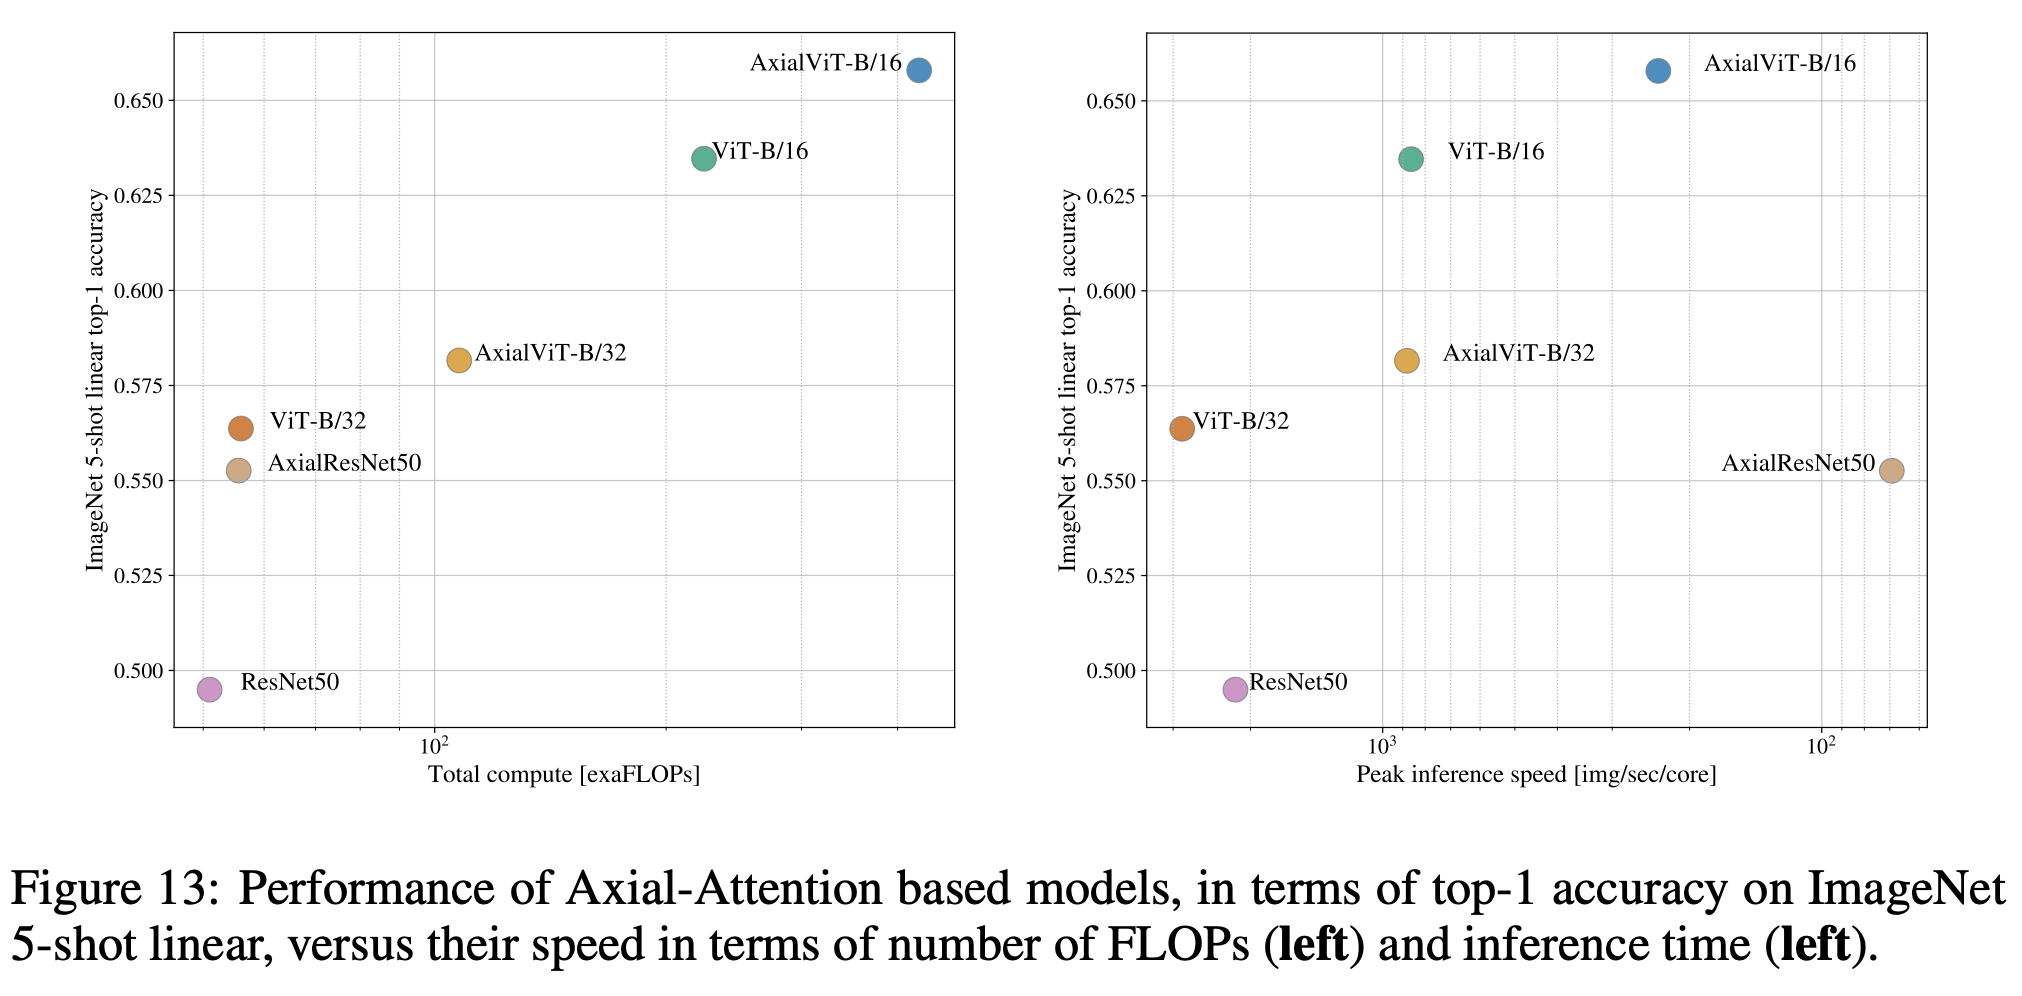 ImageNet 5-shot linear top-1 accuracy
0.650
0.625
0.600
0.575
0.550
0.525
0.500
AxialViT-B/16
ViT-B/16
AxialViT-B/32
ViT-B/32
AxialResNet50
ResNet50
10²
Total compute [exaFLOPs]
ImageNet 5-shot linear top-1 accuracy
0.650
0.625
0.600
0.575
0.550
0.525
0.500
AxialViT-B/16
ViT-B/16
AxialViT-B/32
ViT-B/32
AxialResNet50
ResNet50
10³ 10²
Peak inference speed [img/sec/core]
Figure 13: Performance of Axial-Attention based models, in terms of top-1 accuracy on ImageNet
5-shot linear, versus their speed in terms of number of FLOPs (left) and inference time (left).